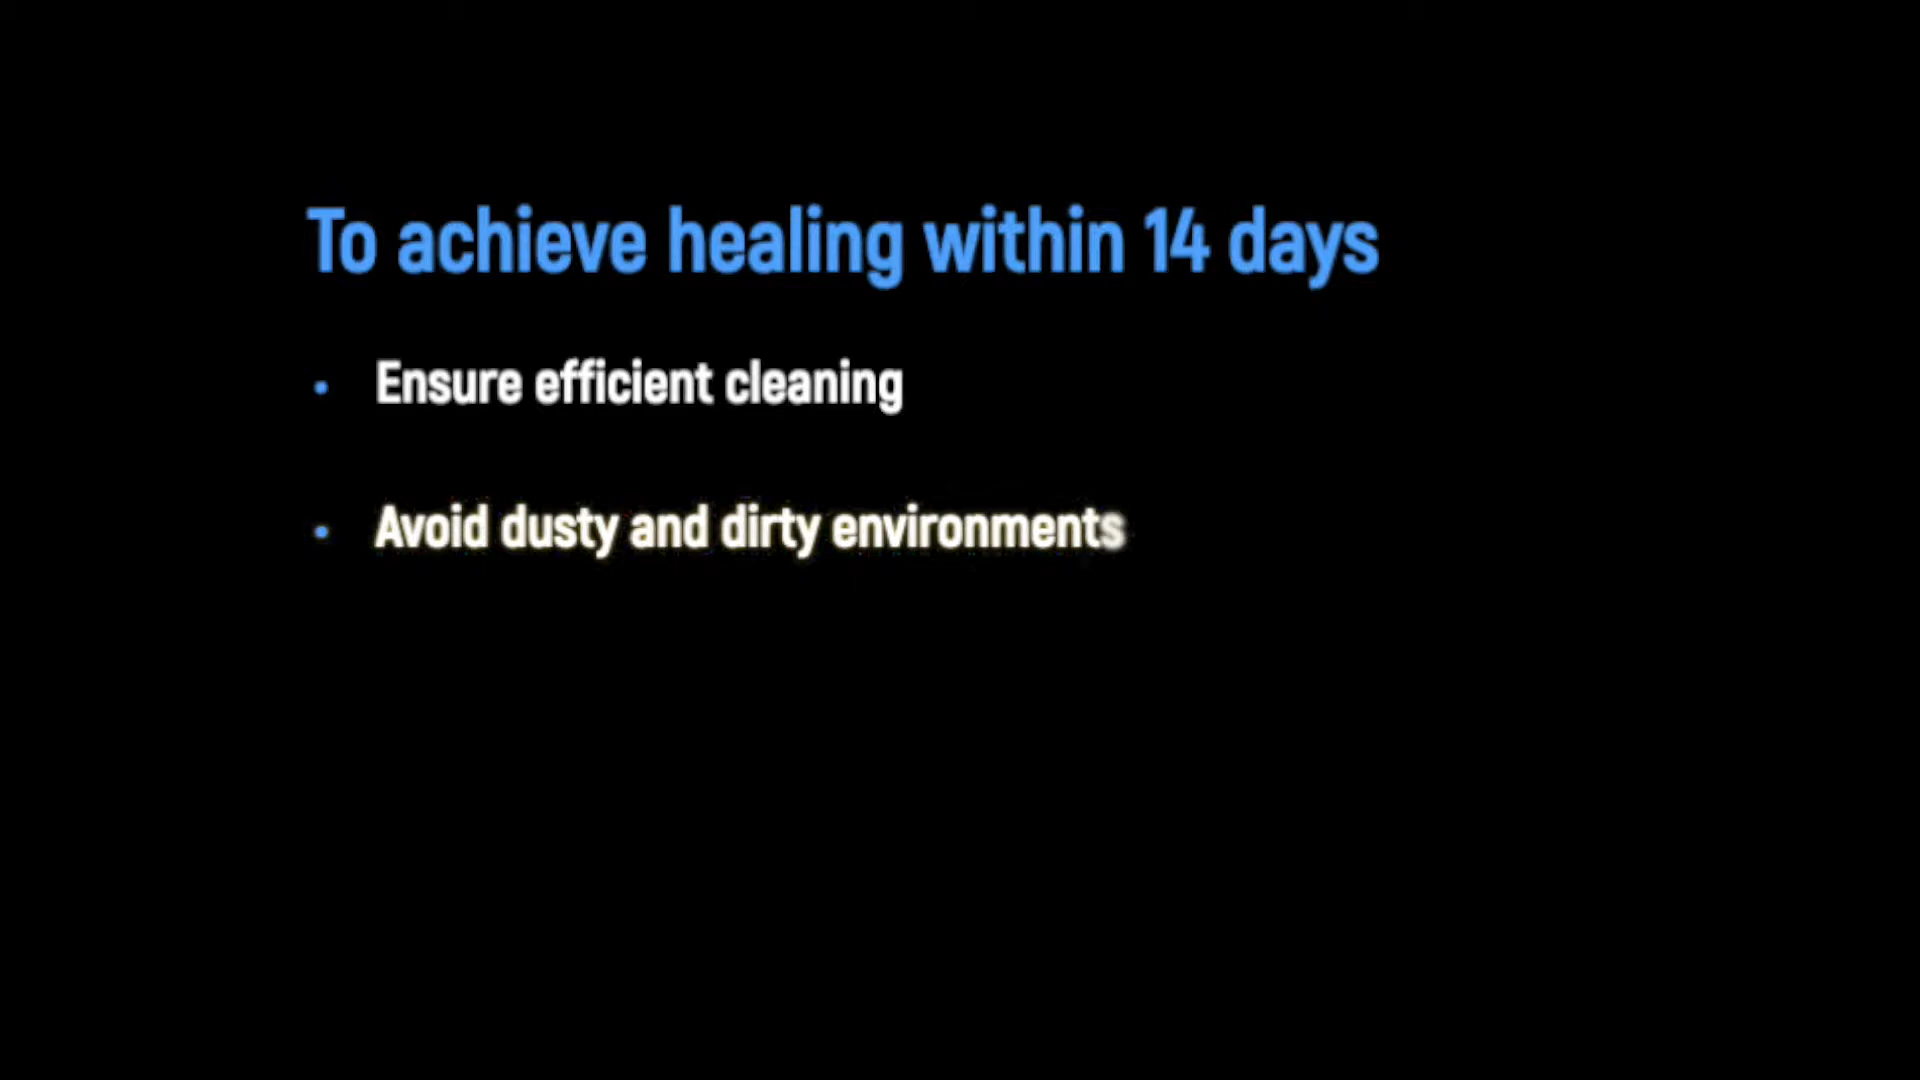 To achieve healing within 14 days
• Ensure efficient cleaning
• Avoid dusty and dirty environments